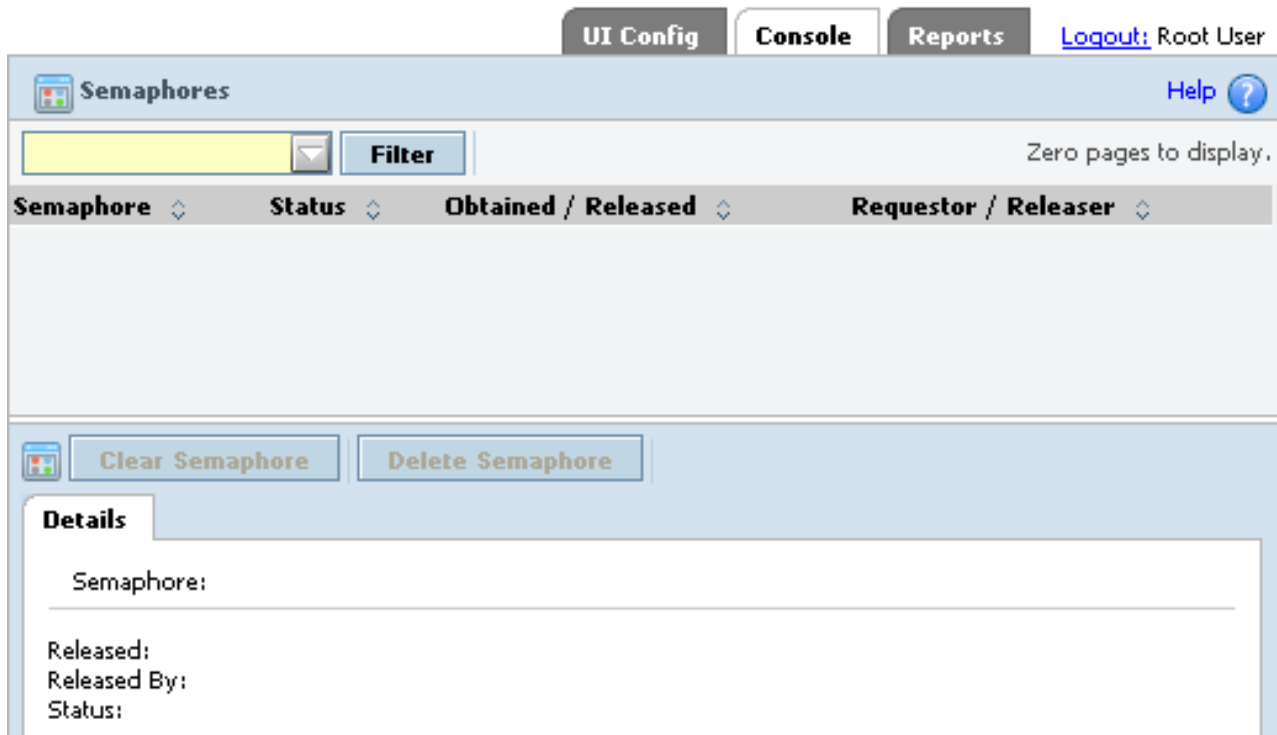 UI Config Console Reports Logout: Root User
Semaphores Help ?
Filter Zero pages to display.
Semaphore Status Obtained / Released Requestor / Releaser
Clear Semaphore Delete Semaphore
Details
Semaphore:
Released:
Released By:
Status: